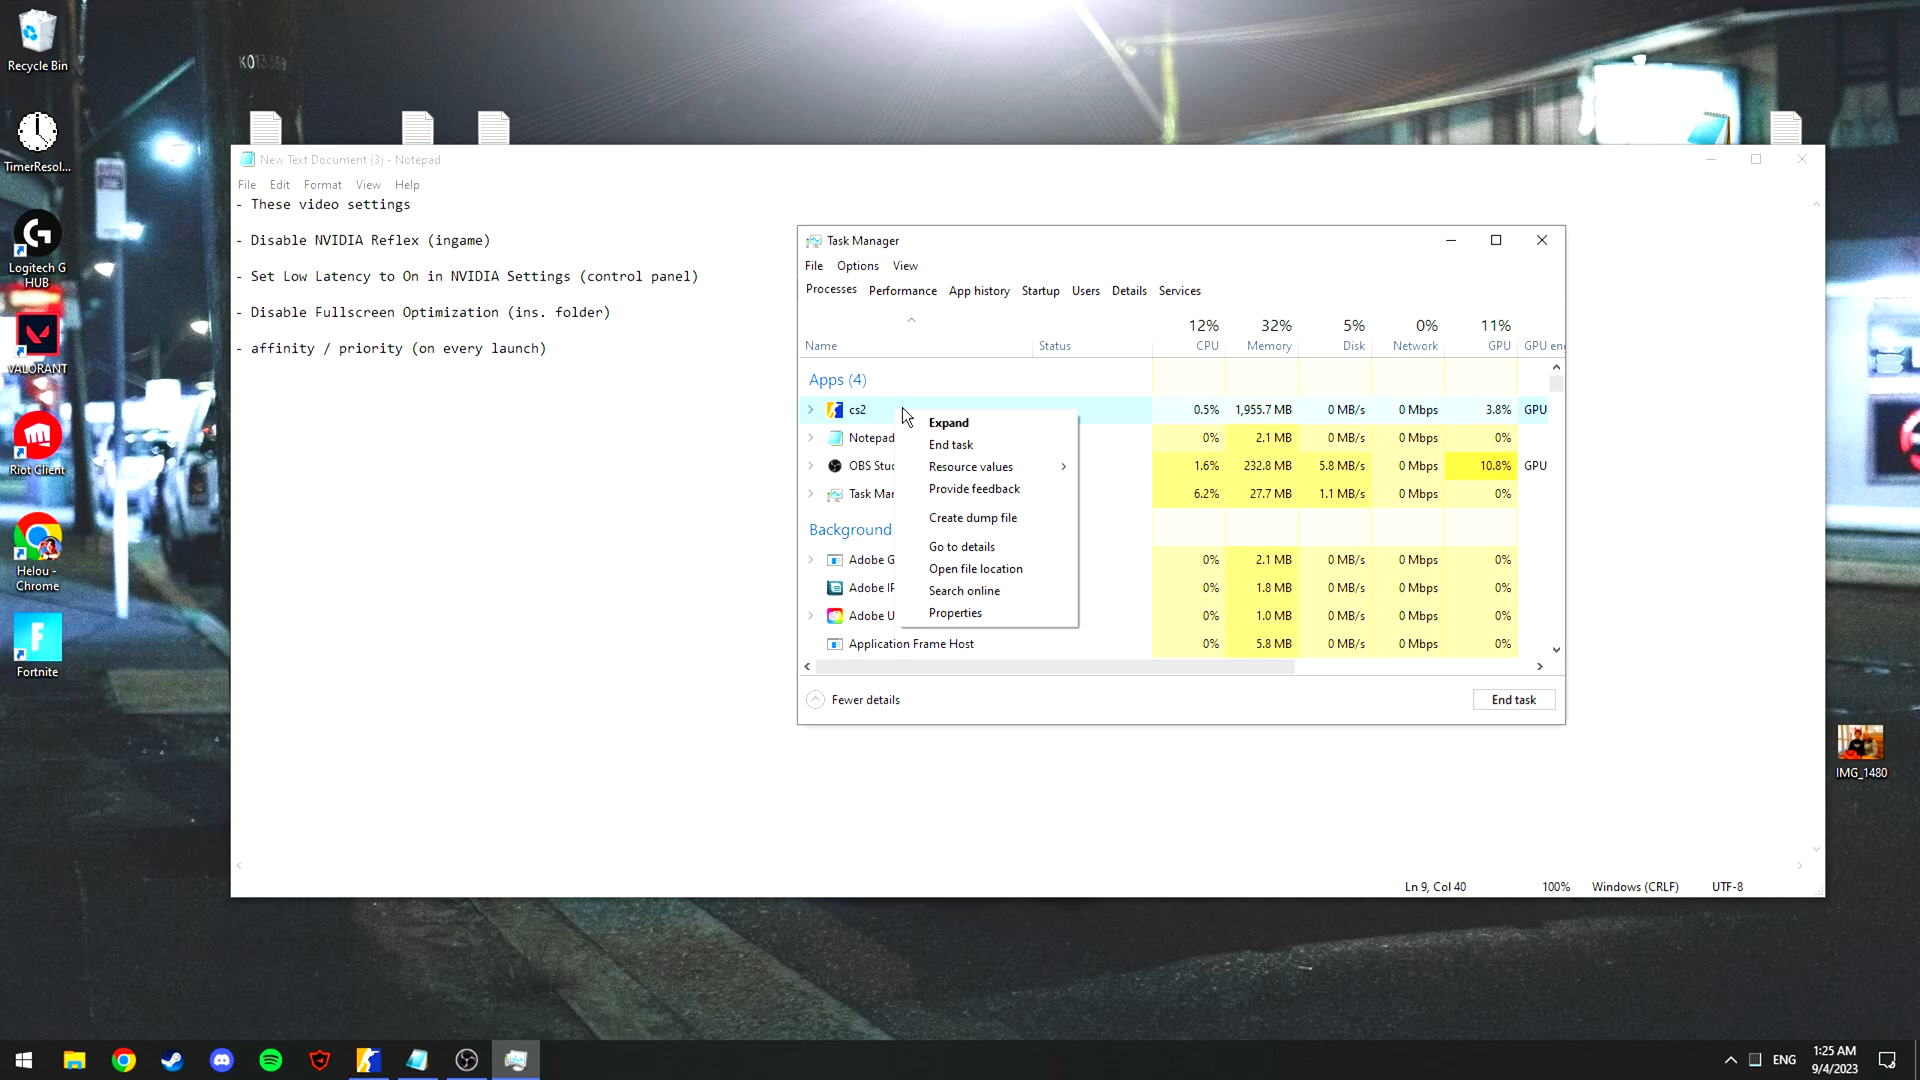 Recycle Bin
TimerResol...
Logitech G
HUB
VALORANT
Riot Client
Helou -
Chrome
Fortnite
K013369
New Text Document (3) - Notepad
File Edit Format View Help
- These video settings
- Disable NVIDIA Reflex (ingame)
- Set Low Latency to On in NVIDIA Settings (control panel)
- Disable Fullscreen Optimization (ins. folder)
- affinity / priority (on every launch)
Task Manager
File Options View
Processes Performance App history Startup Users Details Services
12% 32% 5% 0% 11%
Name Status CPU Memory Disk Network GPU GPU en
Apps (4)
cs2 0.5% 1,955.7 MB 0 MB/s 0 Mbps 3.8% GPU
Notepad 0% 2.1 MB 0 MB/s 0 Mbps 0%
OBS Stu 1.6% 232.8 MB 5.8 MB/s 0 Mbps 10.8% GPU
Task Mar 6.2% 27.7 MB 1.1 MB/s 0 Mbps 0%
Background
Adobe G 0% 2.1 MB 0 MB/s 0 Mbps 0%
Adobe IP 0% 1.8 MB 0 MB/s 0 Mbps 0%
Adobe U 0% 1.0 MB 0 MB/s 0 Mbps 0%
Application Frame Host 0% 5.8 MB 0 MB/s 0 Mbps 0%
Expand
End task
Resource values
Provide feedback
Create dump file
Go to details
Open file location
Search online
Properties
Fewer details End task
IMG_1480
Ln 9, Col 40 100% Windows (CRLF) UTF-8
ENG
1:25 AM
9/4/2023